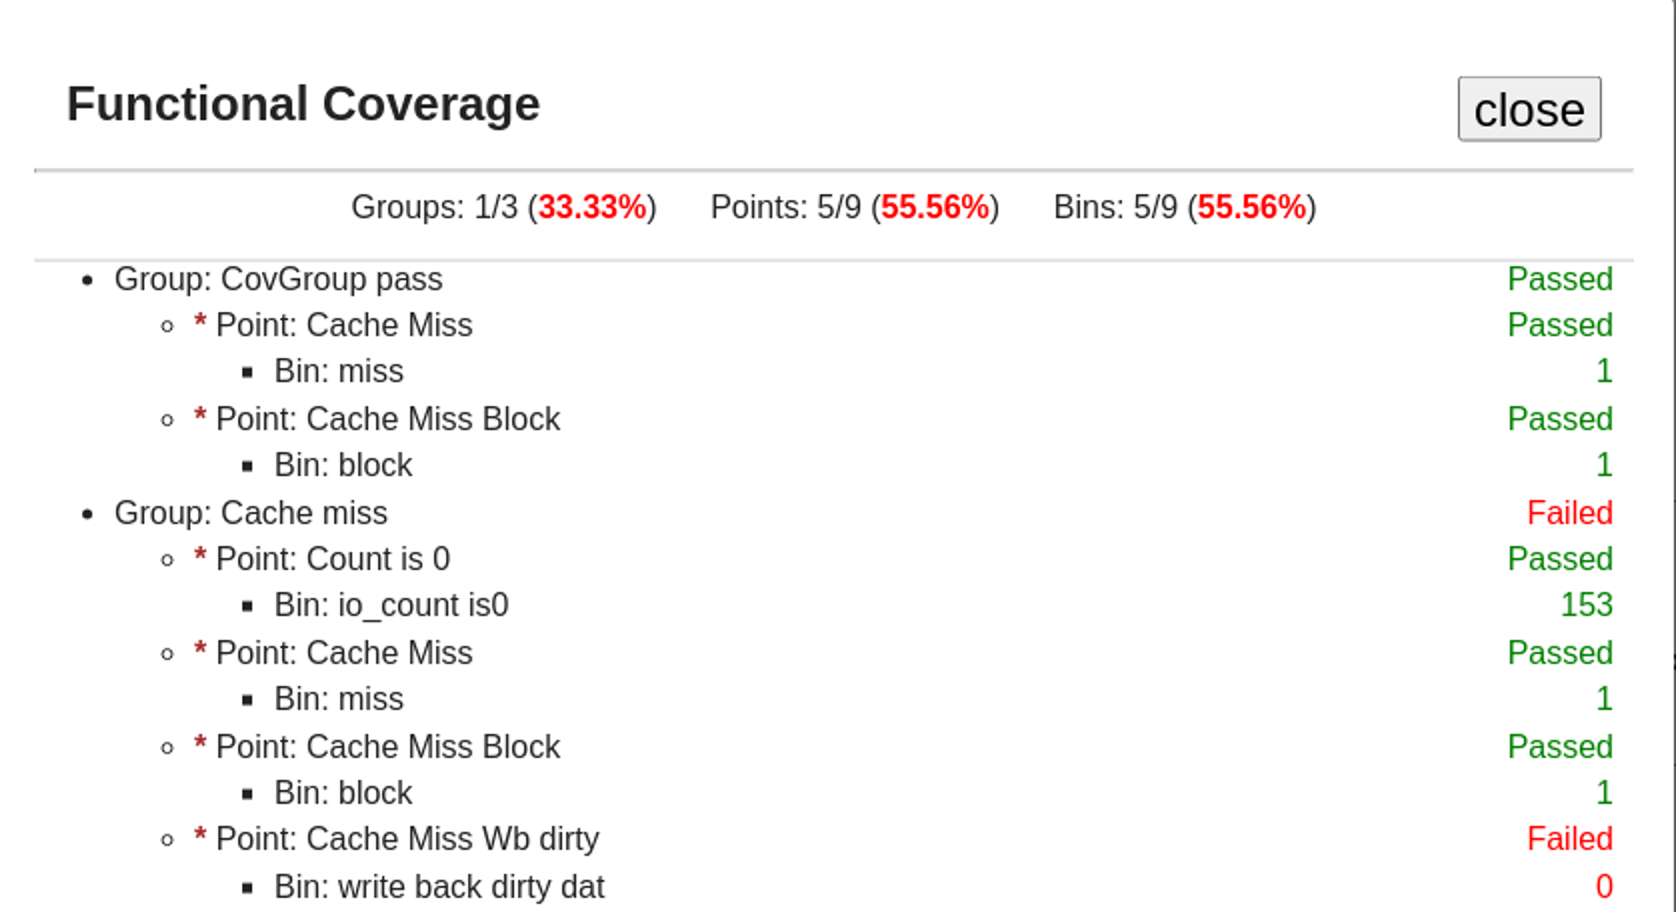 Functional Coverage
close
Groups: 1/3 (33.33%) Points: 5/9 (55.56%) Bins: 5/9 (55.56%)
Group: CovGroup pass Passed
* Point: Cache Miss Passed
Bin: miss 1
* Point: Cache Miss Block Passed
Bin: block 1
Group: Cache miss Failed
* Point: Count is 0 Passed
Bin: io_count is0 153
* Point: Cache Miss Passed
Bin: miss 1
* Point: Cache Miss Block Passed
Bin: block 1
* Point: Cache Miss Wb dirty Failed
Bin: write back dirty dat 0